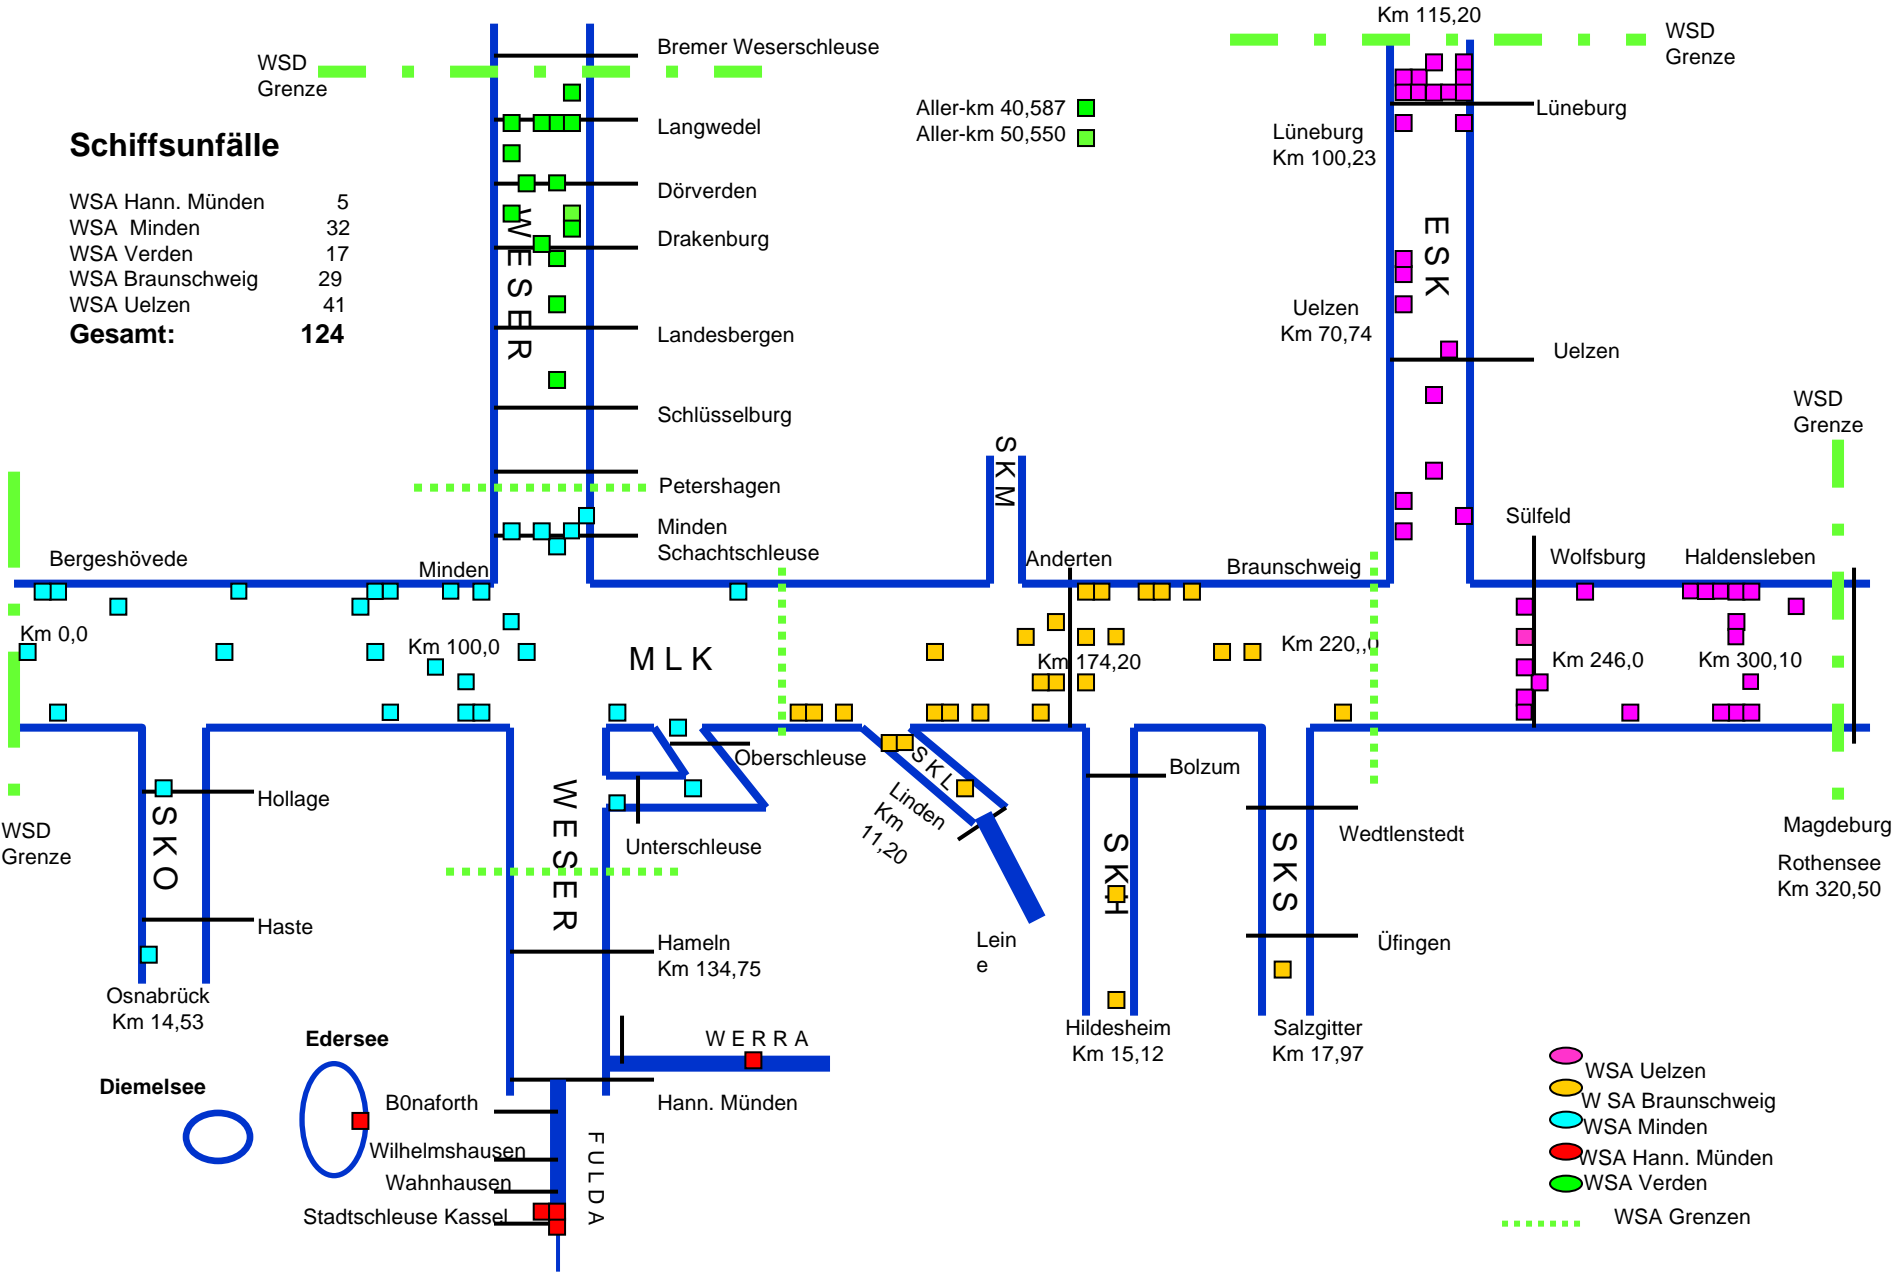 Km 115,20
WSD
Grenze
Bremer Weserschleuse
WSD
Grenze
Aller-km 40,587
Aller-km 50,550
Langwedel
Lüneburg
Lüneburg
Km 100,23
Schiffsunfälle
Dörverden
WSA Hann. Münden 5
WSA Minden 32
WSA Verden 17
WSA Braunschweig 29
WSA Uelzen 41
Gesamt: 124
Drakenburg
WESER
ESK
Uelzen
Km 70,74
Landesbergen
Uelzen
Schlüsselburg
WSD
Grenze
SKM
Petershagen
Minden
Schachtschleuse
Sülfeld
Bergeshövede
Minden
Anderten
Braunschweig
Wolfsburg
Haldensleben
Km 0,0
Km 100,0
MLK
Km 174,20
Km 220,,0
Km 246,0
Km 300,10
Oberschleuse
SKL
Bolzum
Hollage
SKO
WESER
Linden
Km
11,20
WSD
Grenze
Unterschleuse
SKH
SKS
Wedtlenstedt
Magdeburg
Rothensee
Km 320,50
Haste
Hameln
Km 134,75
Lein
e
Üfingen
Osnabrück
Km 14,53
Hildesheim
Km 15,12
Salzgitter
Km 17,97
Edersee
WERRA
Diemelsee
B0naforth
Hann. Münden
Wilhelmshausen
Wahnhausen
Stadtschleuse Kassel
FULDA
WSA Uelzen
W SA Braunschweig
WSA Minden
WSA Hann. Münden
WSA Verden
WSA Grenzen